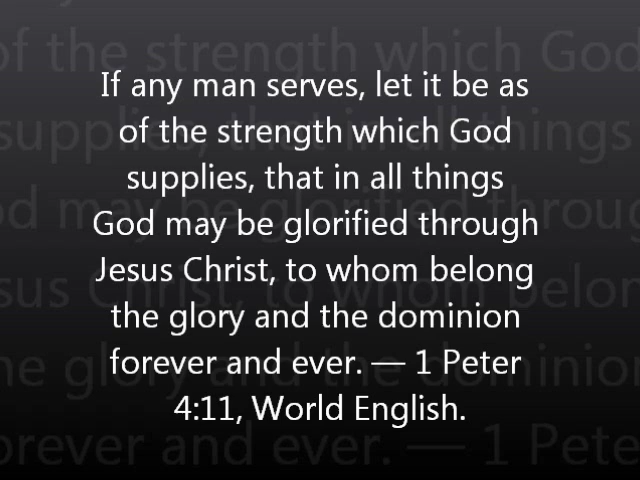 If any man serves, let it be as
of the strength which God
supplies, that in all things
God may be glorified through
Jesus Christ, to whom belong
the glory and the dominion
forever and ever. — 1 Peter
4:11, World English.